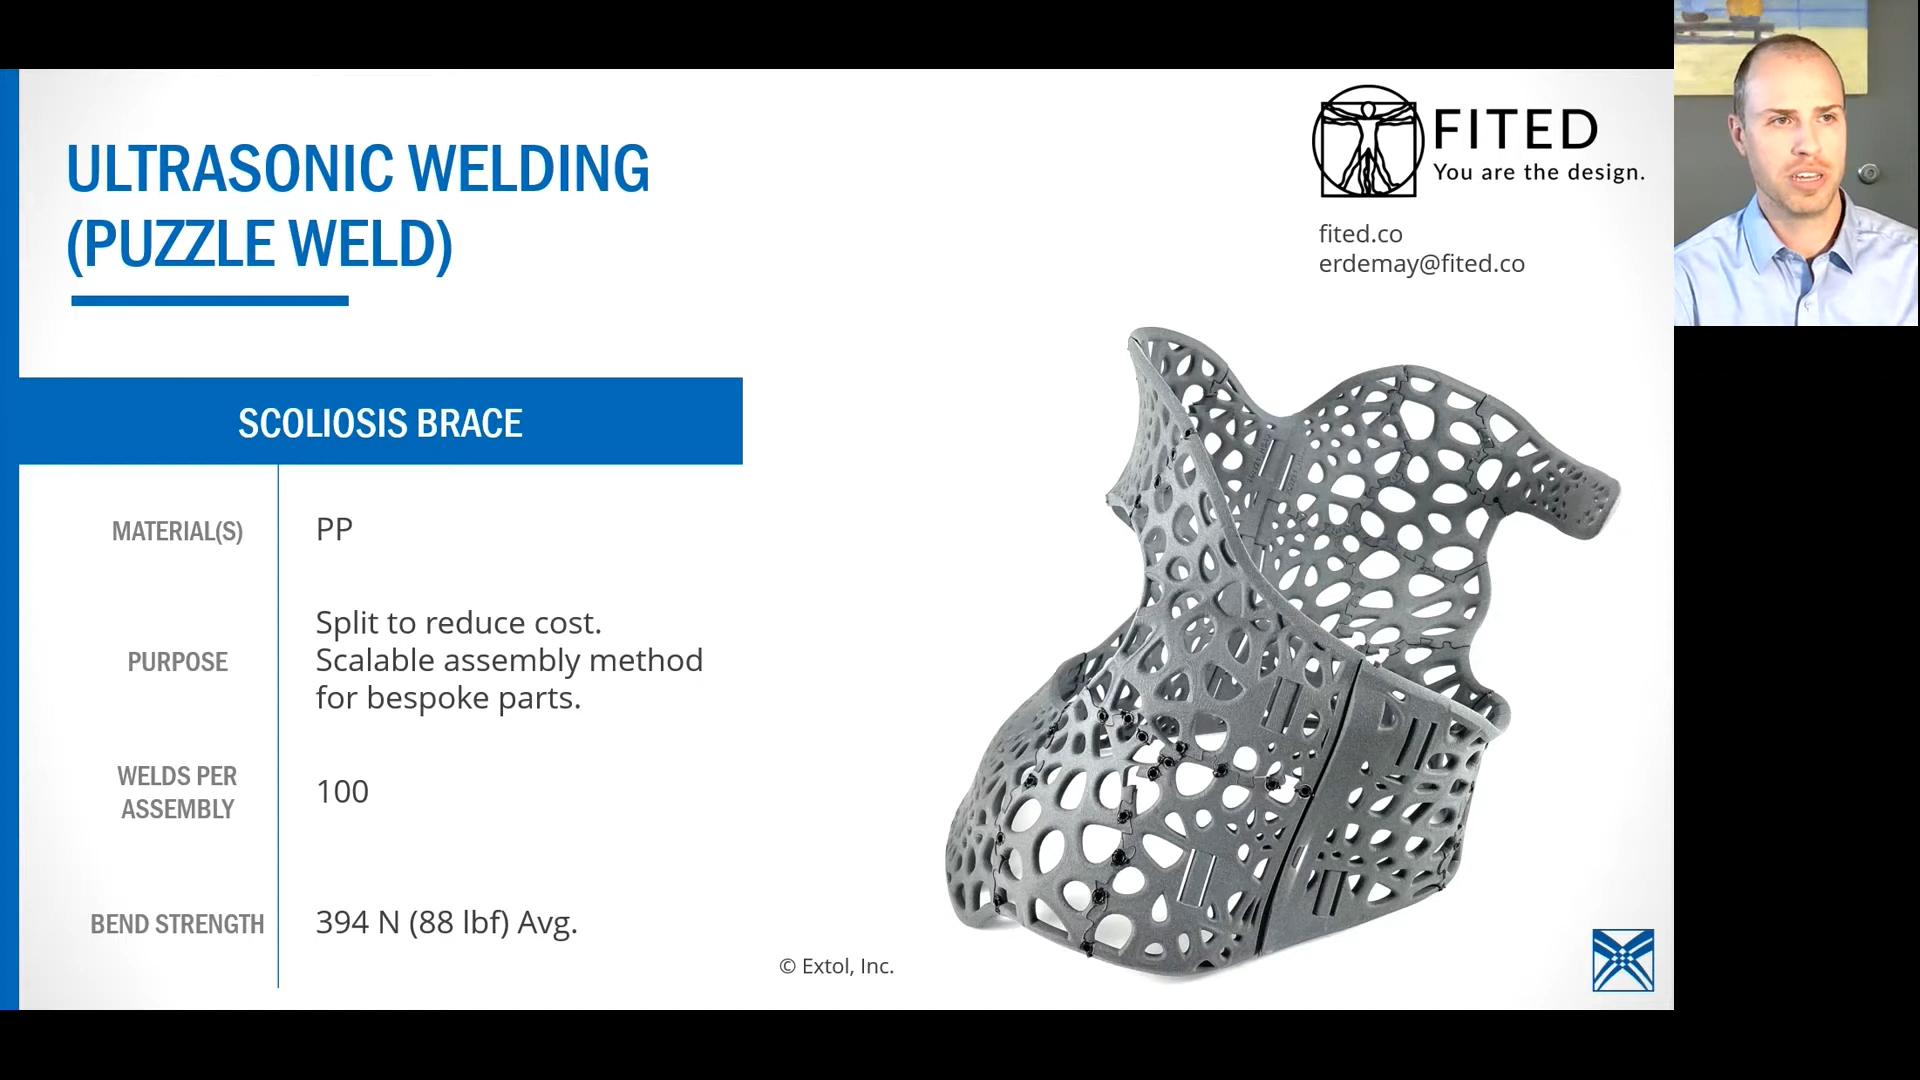 ULTRASONIC WELDING
(PUZZLE WELD)
FITED
You are the design.
fited.co
erdemay@fited.co
SCOLIOSIS BRACE
MATERIAL(S)
PP
PURPOSE
Split to reduce cost.
Scalable assembly method
for bespoke parts.
WELDS PER
ASSEMBLY
100
BEND STRENGTH
394 N (88 lbf) Avg.
© Extol, Inc.